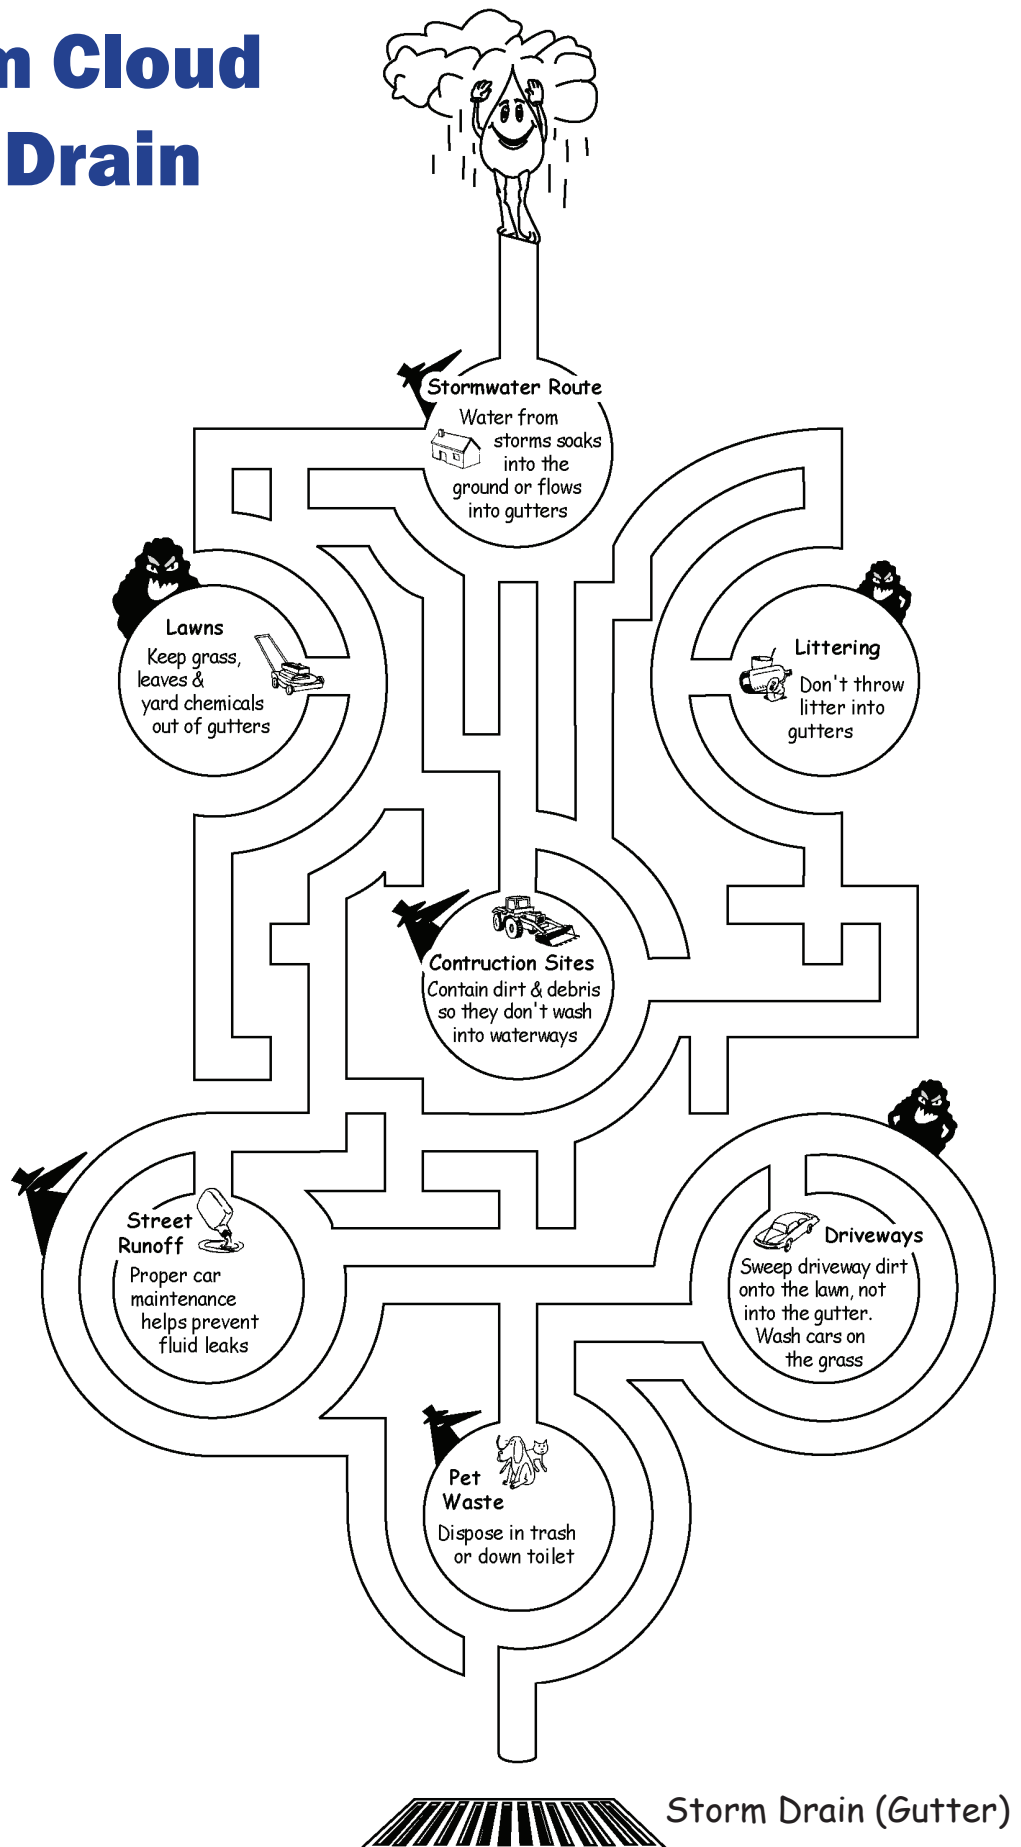 m Cloud
Drain
Stormwater Route
Water from
storms soaks
into the
ground or flows
into gutters
Lawns
Keep grass,
leaves &
yard chemicals
out of gutters
Littering
Don't throw
litter into
gutters
Contruction Sites
Contain dirt & debris
so they don't wash
into waterways
Street
Runoff
Proper car
maintenance
helps prevent
fluid leaks
Driveways
Sweep driveway dirt
onto the lawn, not
into the gutter.
Wash cars on
the grass
Pet
Waste
Dispose in trash
or down toilet
Storm Drain (Gutter)